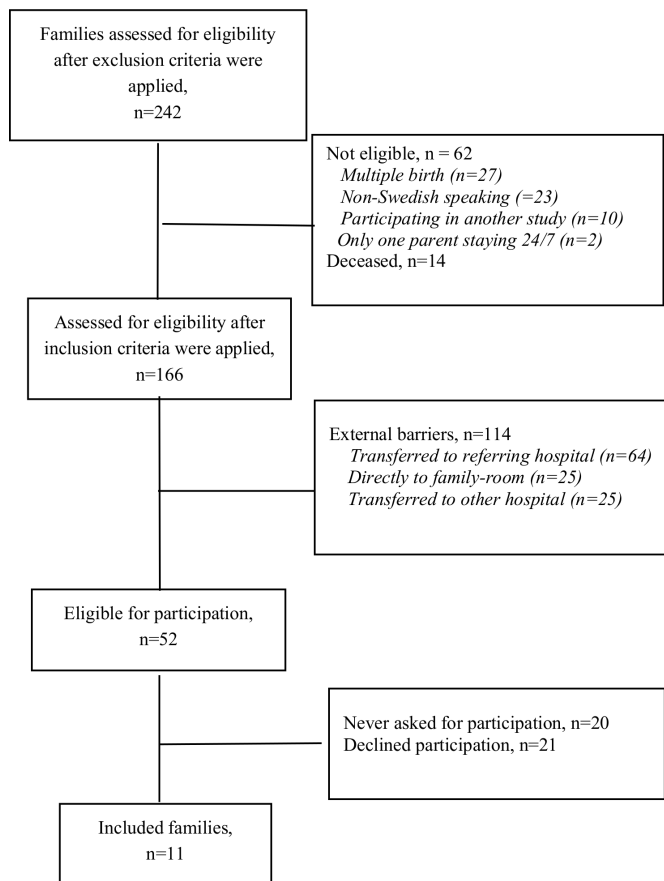 Families assessed for eligibility
after exclusion criteria were
applied,
n=242
Not eligible, n = 62
Multiple birth (n=27)
Non-Swedish speaking (=23)
Participating in another study (n=10)
Only one parent staying 24/7 (n=2)
Deceased, n=14
Assessed for eligibility after
inclusion criteria were applied,
n=166
External barriers, n=114
Transferred to referring hospital (n=64)
Directly to family-room (n=25)
Transferred to other hospital (n=25)
Eligible for participation,
n=52
Never asked for participation, n=20
Declined participation, n=21
Included families,
n=11